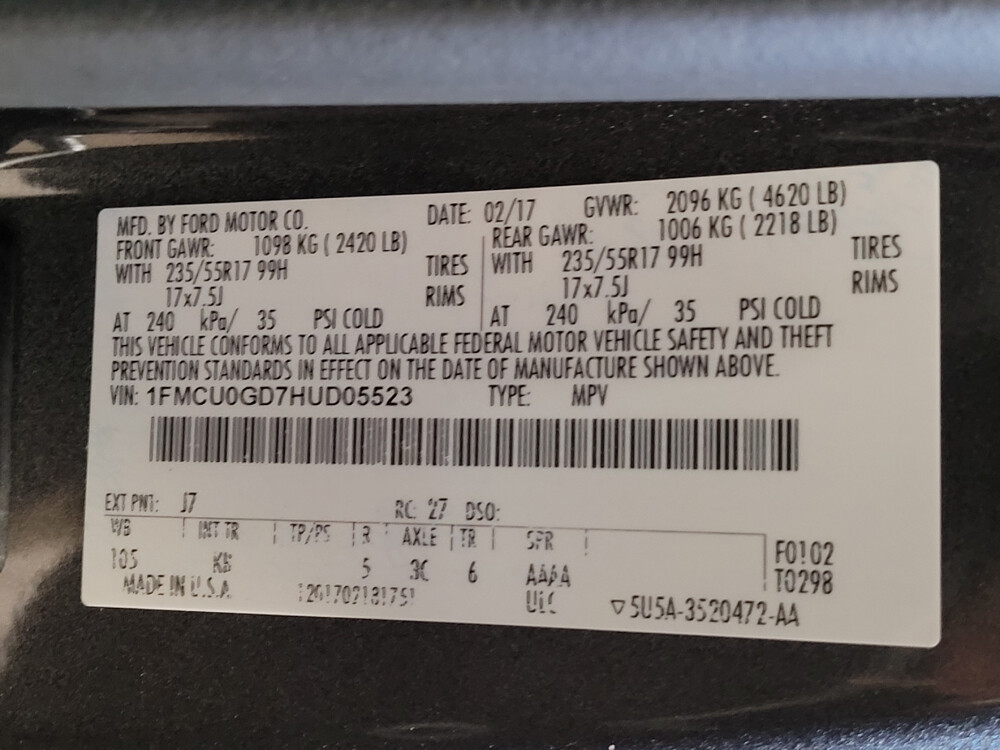 MFD. BY FORD MOTOR CO. DATE: 02/17 GVWR: 2096 KG ( 4620 LB)
FRONT GAWR: 1098 KG ( 2420 LB) REAR GAWR: 1006 KG ( 2218 LB)
WITH 235/55R17 99H TIRES WITH 235/55R17 99H TIRES
17x7.5J RIMS 17x7.5J RIMS
AT 240 kPa/ 35 PSI COLD AT 240 kPa/ 35 PSI COLD
THIS VEHICLE CONFORMS TO ALL APPLICABLE FEDERAL MOTOR VEHICLE SAFETY AND THEFT
PREVENTION STANDARDS IN EFFECT ON THE DATE OF MANUFACTURE SHOWN ABOVE.
VIN: 1FMCU0GD7HUD05523 TYPE: MPV
EXT PNT: J7 RC: 27 DSO:
WB INT TR TP/PS R AXLE TR SPR
105 5 6 AAAA F0102
T0298
MADE IN U.S.A. ▽5U5A-3520472-AA